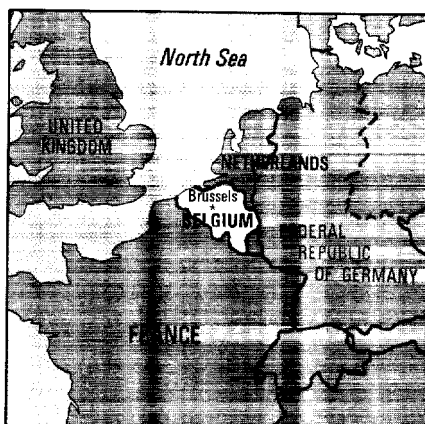 North Sea
UNITED
KINGDOM
NETHERLANDS
Brussels
BELGIUM
FEDERAL
REPUBLIC
OF GERMANY
FRANCE